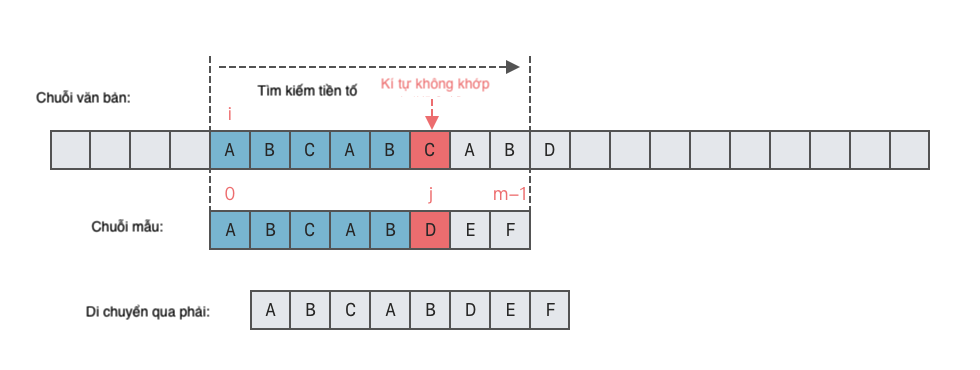 Tìm kiếm tiền tố
Kí tự không khớp
Chuỗi văn bản:
i
A B C A B C A B D
0 j m–1
Chuỗi mẫu:
A B C A B D E F
Di chuyển qua phải:
A B C A B D E F